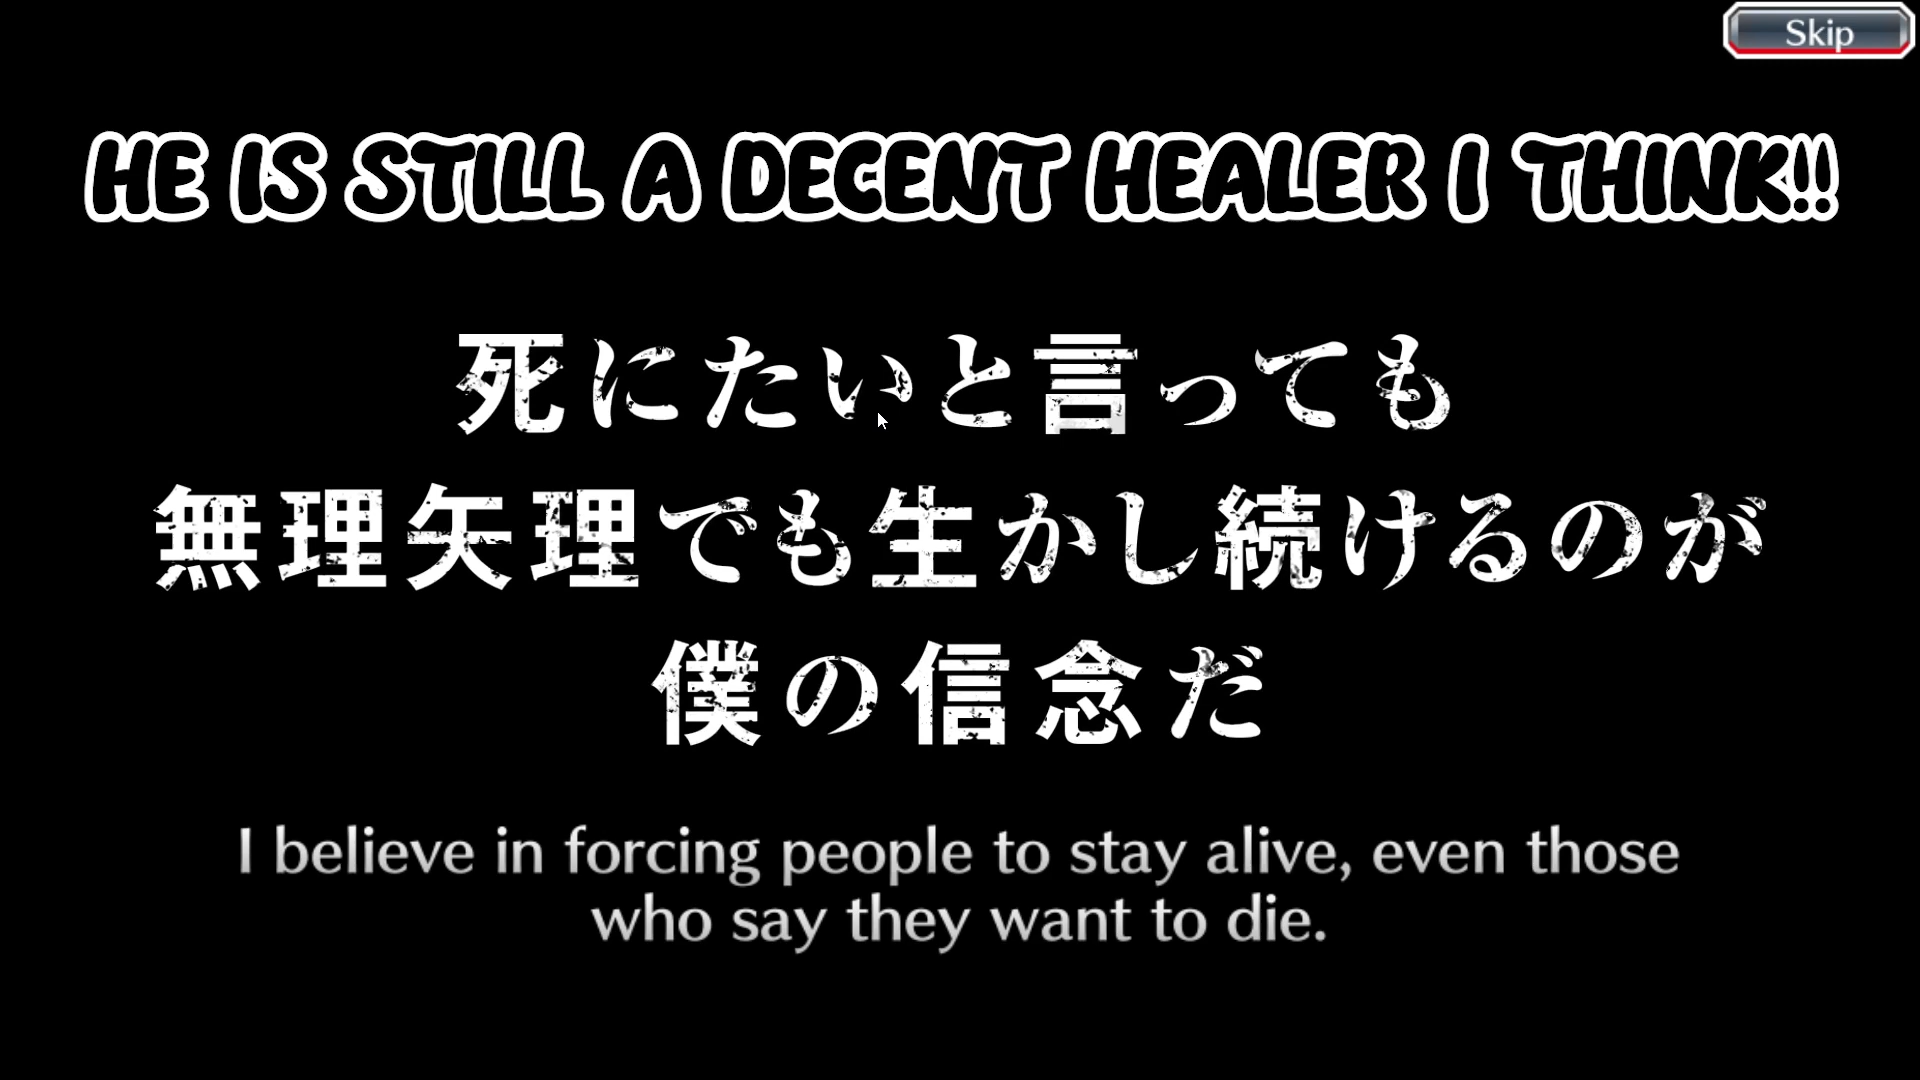 Skip
HE IS STILL A DECENT HEALER I THINK!!
死にたいと言っても
無理矢理でも生かし続けるのが
僕の信念だ
I believe in forcing people to stay alive, even those
who say they want to die.